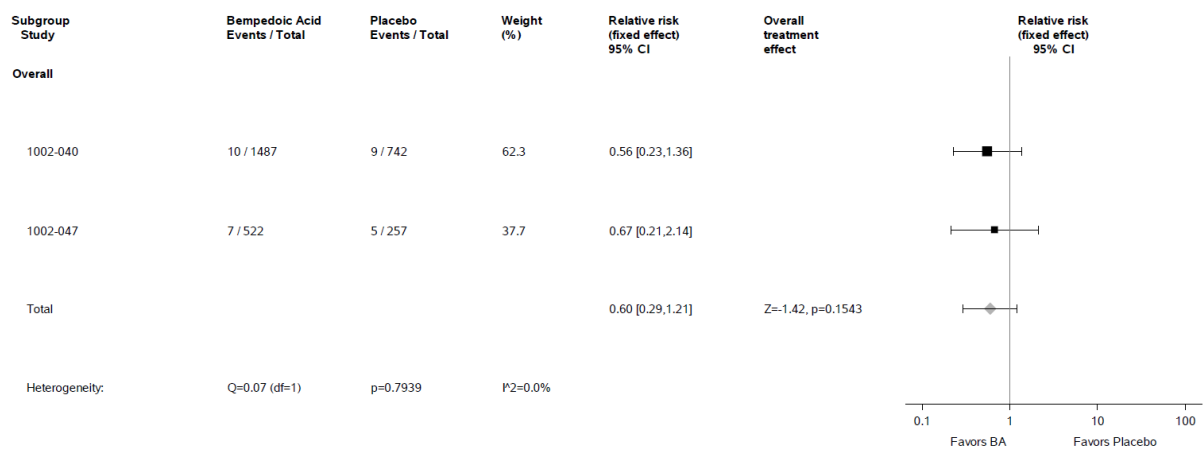 Subgroup Bempedoic Acid Placebo Weight Relative risk Overall Relative risk
Study Events / Total Events / Total (%) (fixed effect) treatment (fixed effect)
95% CI effect 95% CI
Overall
1002-040 10 / 1487 9 / 742 62.3 0.56 [0.23,1.36]
1002-047 7 / 522 5 / 257 37.7 0.67 [0.21,2.14]
Total 0.60 [0.29,1.21] Z=-1.42, p=0.1543
Heterogeneity: Q=0.07 (df=1) p=0.7939 I^2=0.0%
0.1 1 10 100
Favors BA Favors Placebo